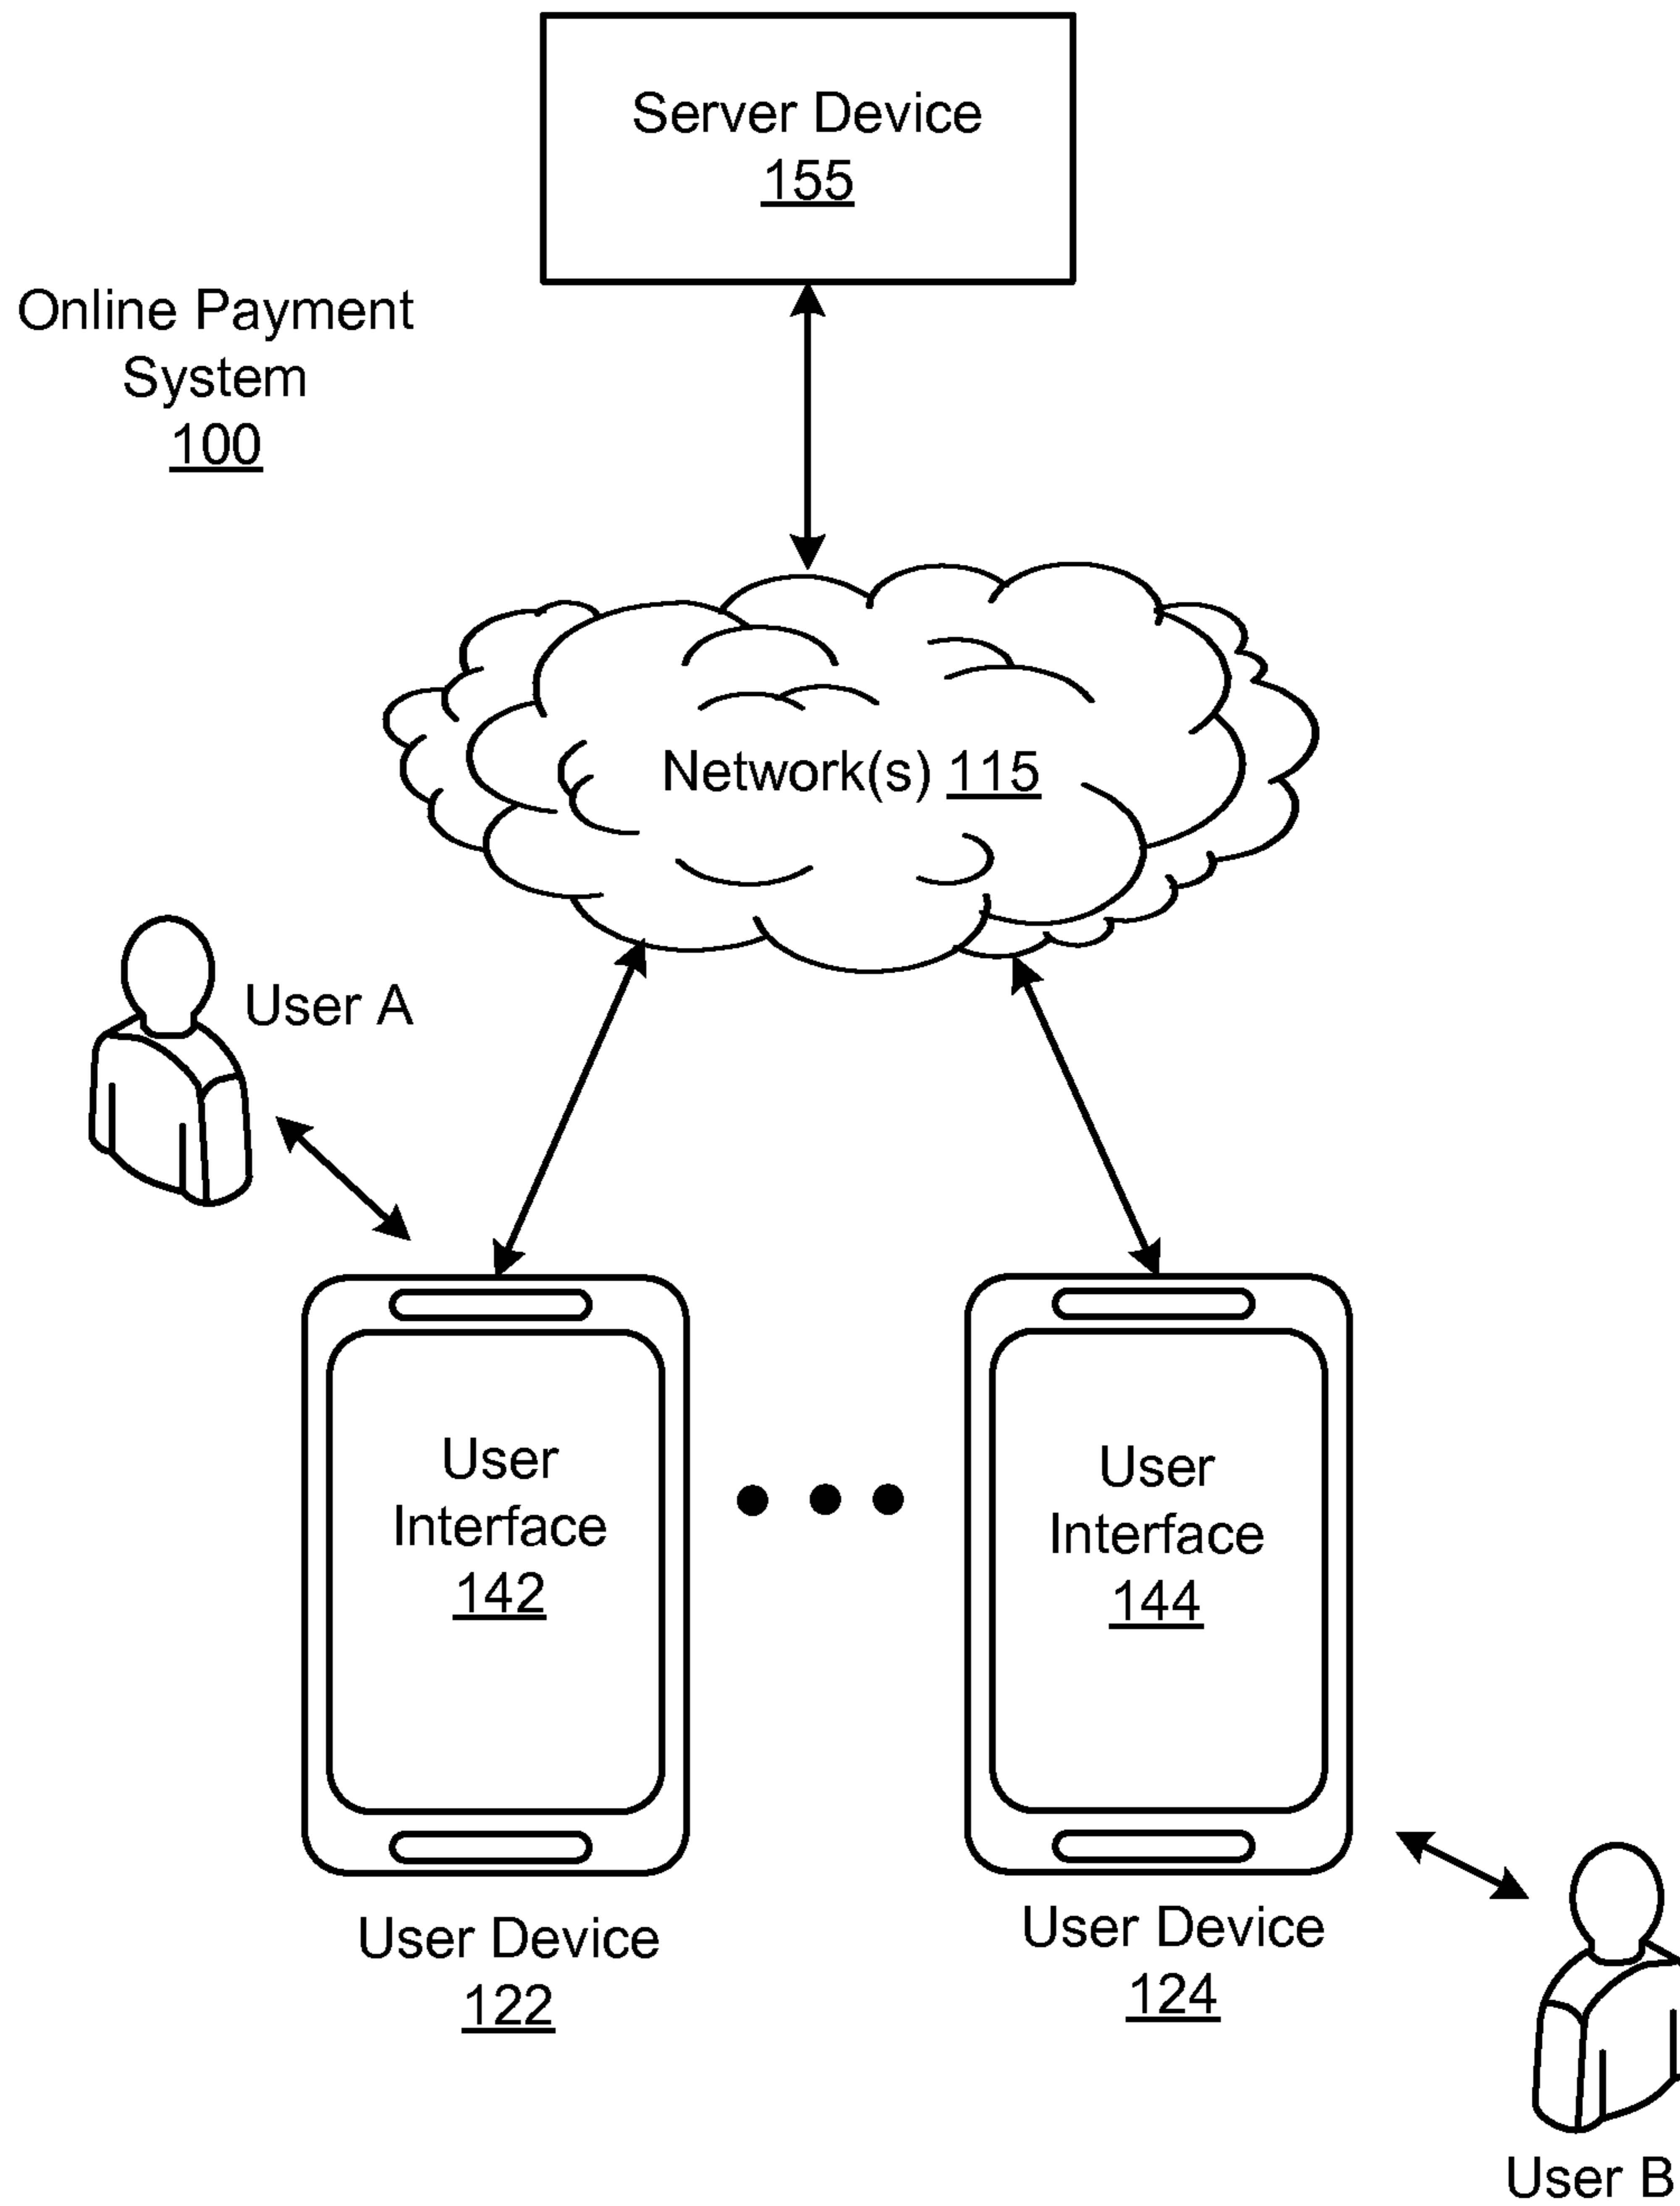 Server Device
155
Online Payment
System
100
Network(s) 115
User A
User
Interface
142
User
Interface
144
User Device
122
User Device
124
User B